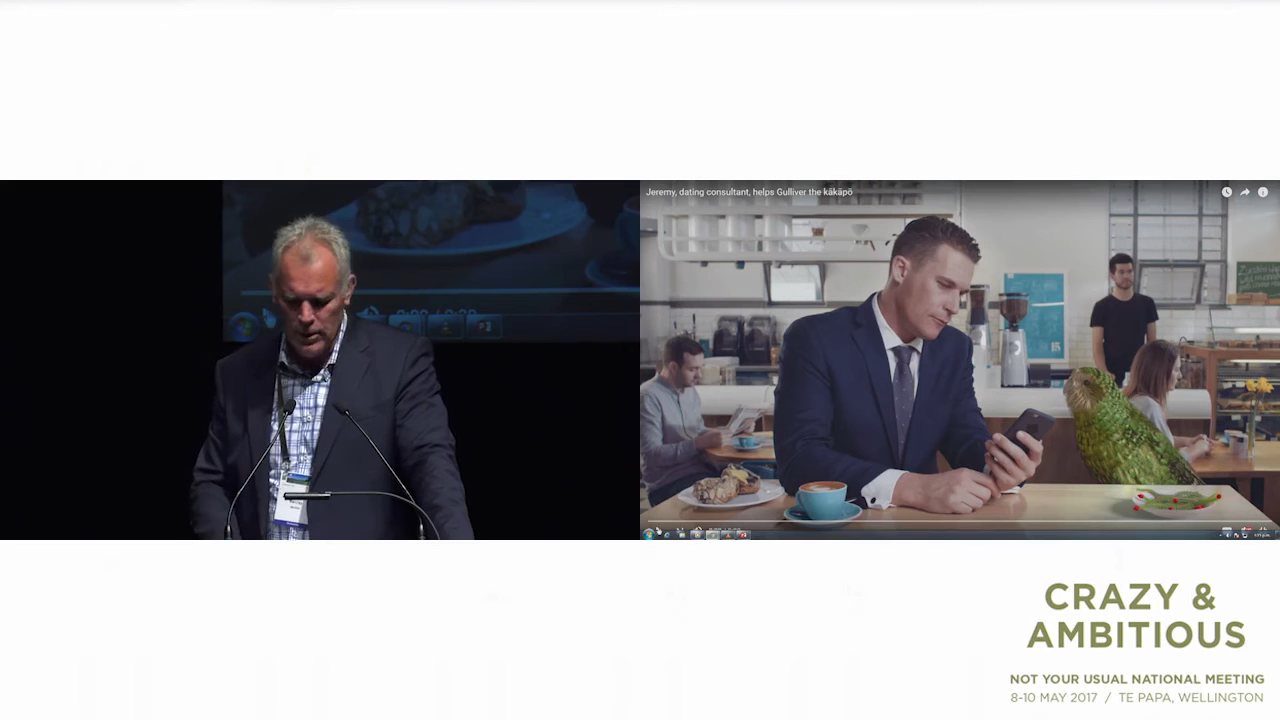 Jeremy, dating consultant, helps Gulliver the kākāpō
CRAZY &
AMBITIOUS
NOT YOUR USUAL NATIONAL MEETING
8-10 MAY 2017 / TE PAPA, WELLINGTON